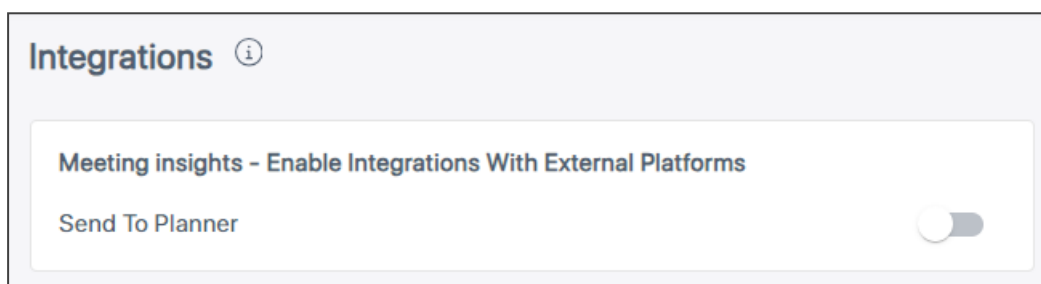 Integrations
Meeting insights - Enable Integrations With External Platforms
Send To Planner